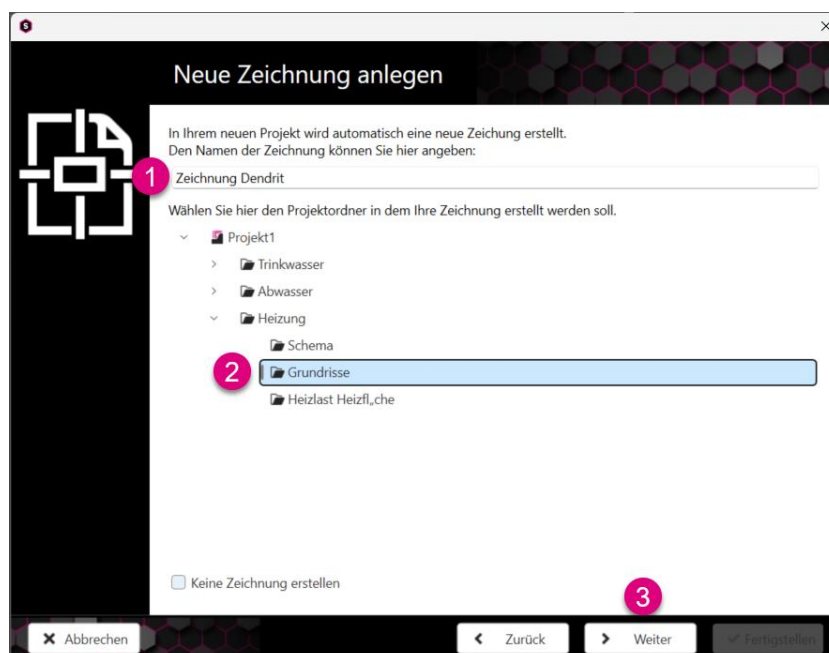 S
Neue Zeichnung anlegen
In Ihrem neuen Projekt wird automatisch eine neue Zeichung erstellt.
Den Namen der Zeichnung können Sie hier angeben:
1
Zeichnung Dendrit
Wählen Sie hier den Projektordner in dem Ihre Zeichnung erstellt werden soll.
Projekt1
Trinkwasser
Abwasser
Heizung
Schema
2
Grundrisse
Heizlast Heizfl„che
Keine Zeichnung erstellen
3
Abbrechen
Zurück
Weiter
Fertigstellen